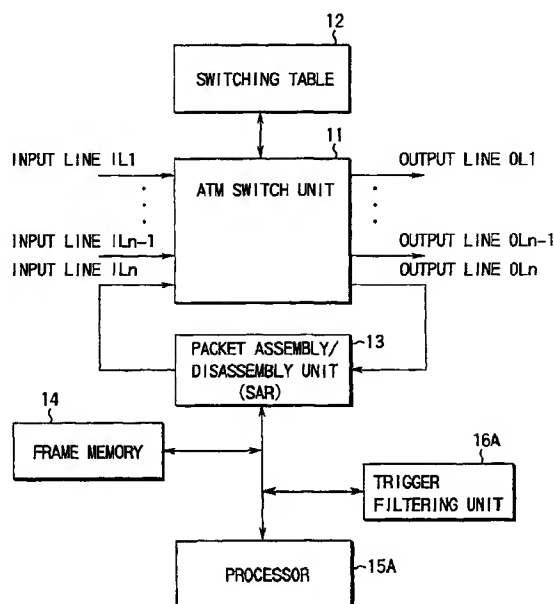 12
SWITCHING TABLE
11
INPUT LINE IL1
ATM SWITCH UNIT
OUTPUT LINE OL1
INPUT LINE ILn-1
OUTPUT LINE OLn-1
INPUT LINE ILn
OUTPUT LINE OLn
PACKET ASSEMBLY/
DISASSEMBLY UNIT
(SAR)
13
14
FRAME MEMORY
16A
TRIGGER
FILTERING UNIT
PROCESSOR
15A